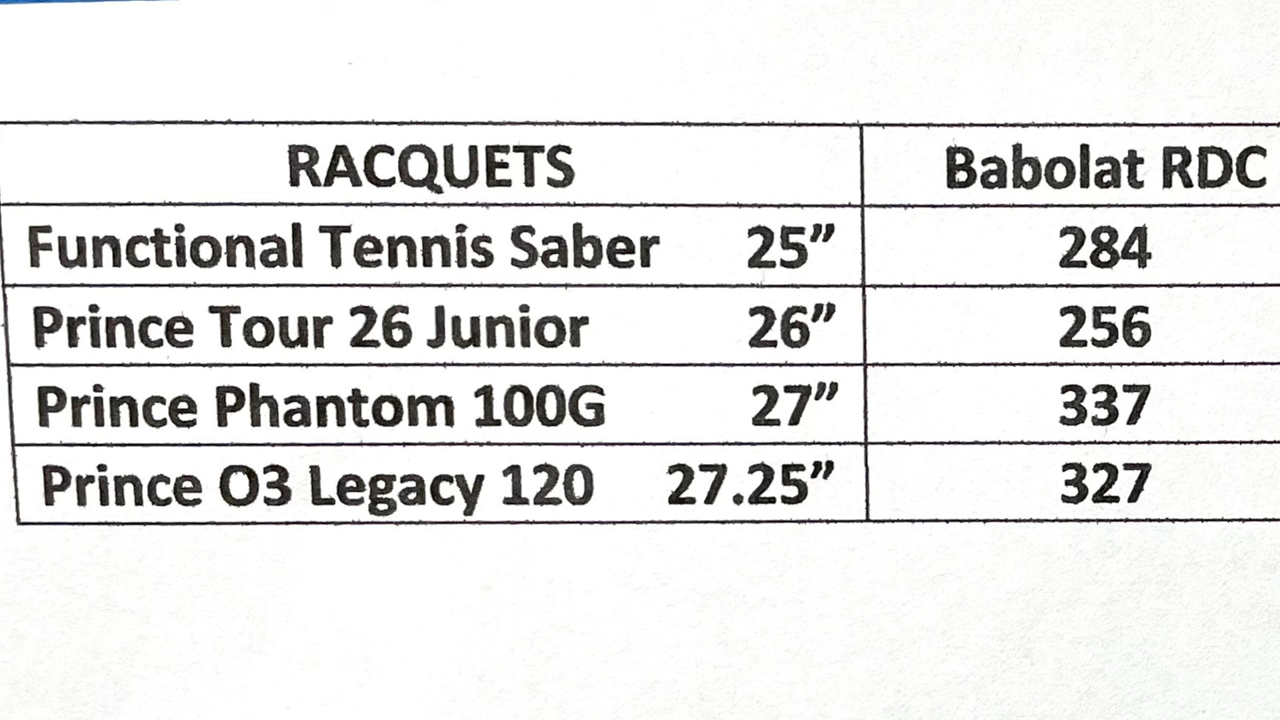 RACQUETS Babolat RDC
Functional Tennis Saber 25” 284
Prince Tour 26 Junior 26” 256
Prince Phantom 100G 27” 337
Prince O3 Legacy 120 27.25” 327